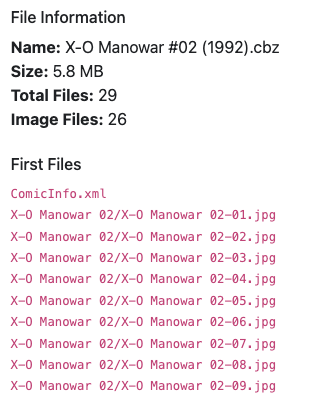 File Information
Name: X-O Manowar #02 (1992).cbz
Size: 5.8 MB
Total Files: 29
Image Files: 26
First Files
ComicInfo.xml
X-O Manowar 02/X-O Manowar 02-01.jpg
X-O Manowar 02/X-O Manowar 02-02.jpg
X-O Manowar 02/X-O Manowar 02-03.jpg
X-O Manowar 02/X-O Manowar 02-04.jpg
X-O Manowar 02/X-O Manowar 02-05.jpg
X-O Manowar 02/X-O Manowar 02-06.jpg
X-O Manowar 02/X-O Manowar 02-07.jpg
X-O Manowar 02/X-O Manowar 02-08.jpg
X-O Manowar 02/X-O Manowar 02-09.jpg